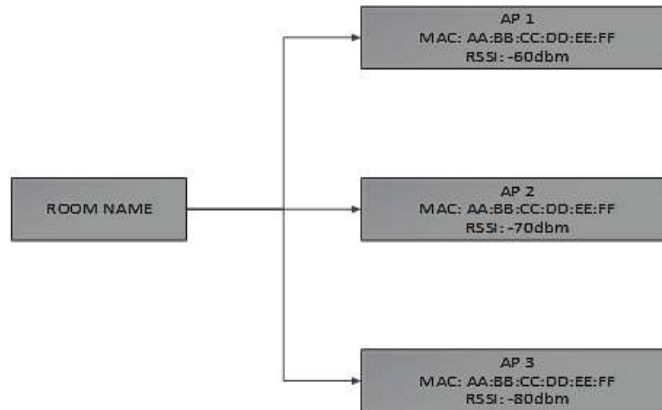 AP 1
MAC: AA:BB:CC:DD:EE:FF
RSSI: -60dbm
ROOM NAME
AP 2
MAC: AA:BB:CC:DD:EE:FF
RSSI: -70dbm
AP 3
MAC: AA:BB:CC:DD:EE:FF
RSSI: -80dbm